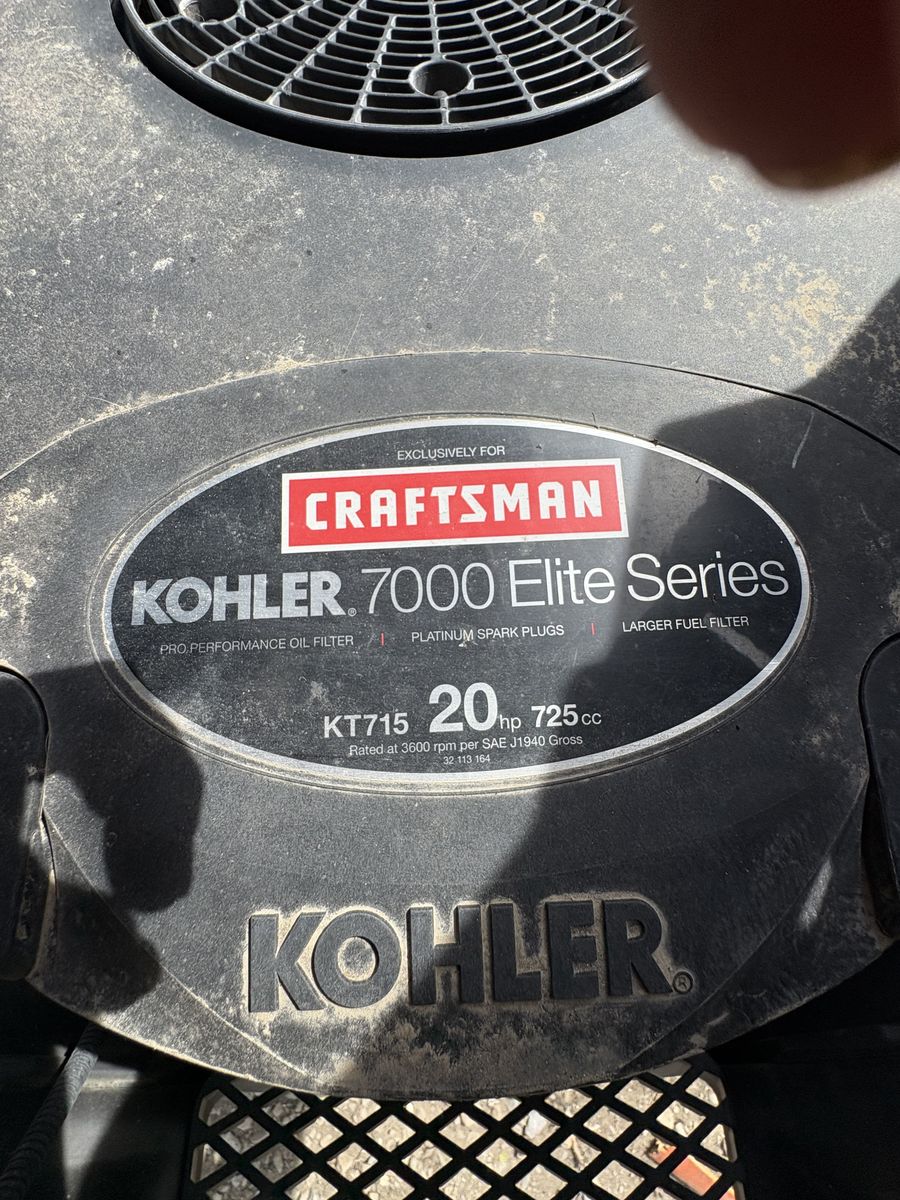 EXCLUSIVELY FOR
CRAFTSMAN
KOHLER® 7000 Elite Series
PRO PERFORMANCE OIL FILTER | PLATINUM SPARK PLUGS | LARGER FUEL FILTER
KT715 20hp 725cc
Rated at 3600 rpm per SAE J1940 Gross
32 113 164
KOHLER®